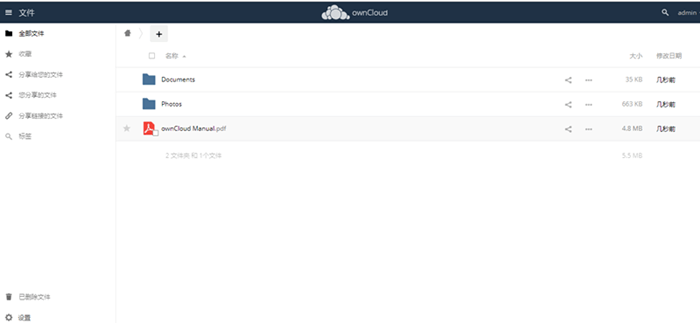 文件
ownCloud
admin
全部文件
收藏
分享给您的文件
您分享的文件
分享链接的文件
标签
已删除文件
设置
+
名称 大小 修改日期
Documents 35 KB 几秒前
Photos 663 KB 几秒前
ownCloud Manual.pdf 4.8 MB 几秒前
2 文件夹 和 1个文件 5.5 MB